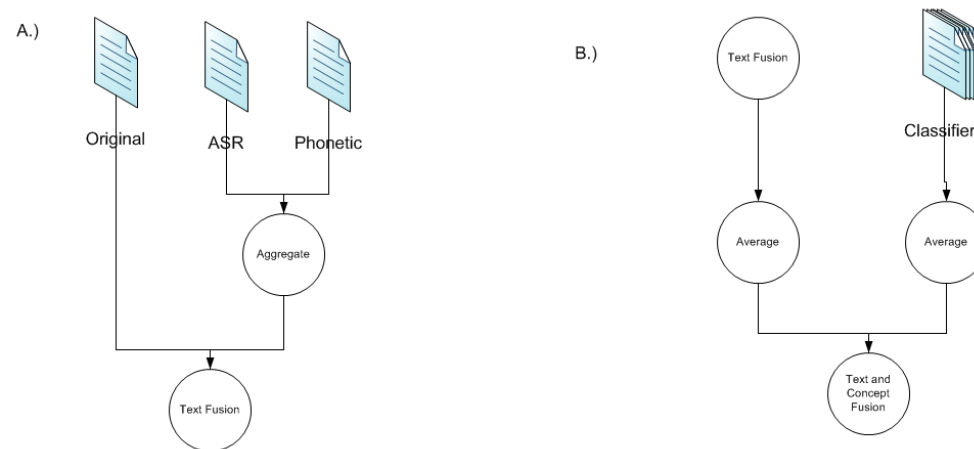 A.)
Original
ASR
Phonetic
Aggregate
Text Fusion
B.)
Text Fusion
Classifier
Average
Average
Text and
Concept
Fusion